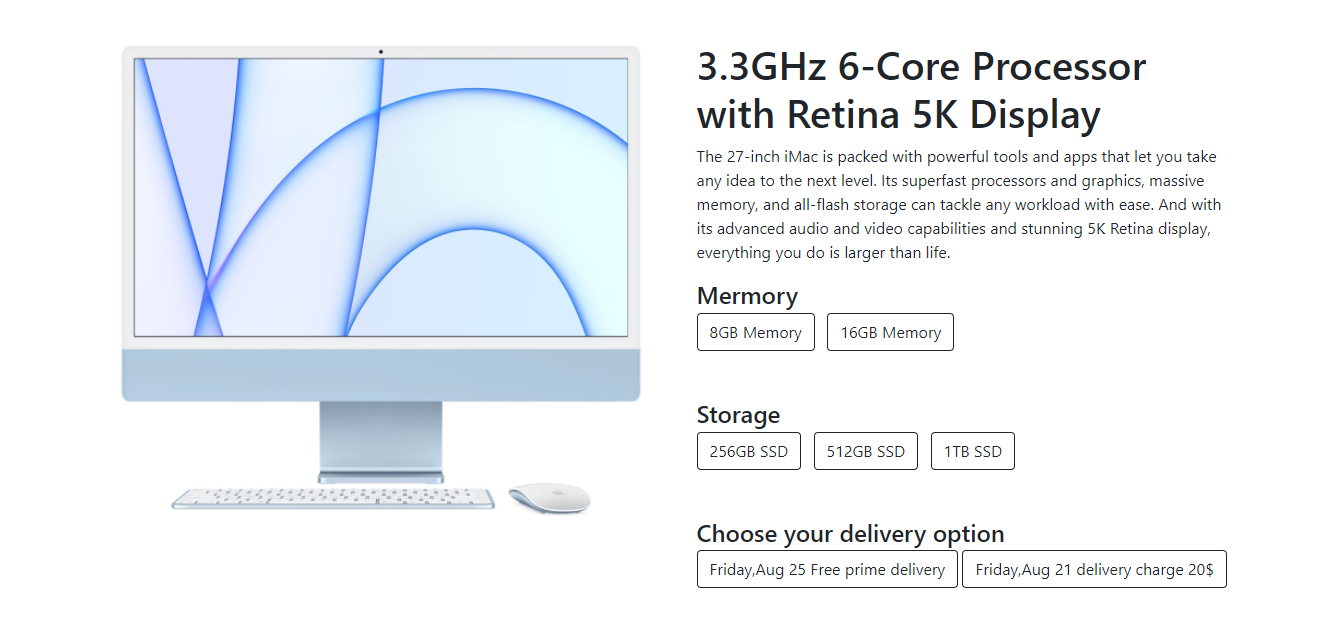 3.3GHz 6-Core Processor
with Retina 5K Display
The 27-inch iMac is packed with powerful tools and apps that let you take
any idea to the next level. Its superfast processors and graphics, massive
memory, and all-flash storage can tackle any workload with ease. And with
its advanced audio and video capabilities and stunning 5K Retina display,
everything you do is larger than life.
Mermory
8GB Memory 16GB Memory
Storage
256GB SSD 512GB SSD 1TB SSD
Choose your delivery option
Friday,Aug 25 Free prime delivery Friday,Aug 21 delivery charge 20$